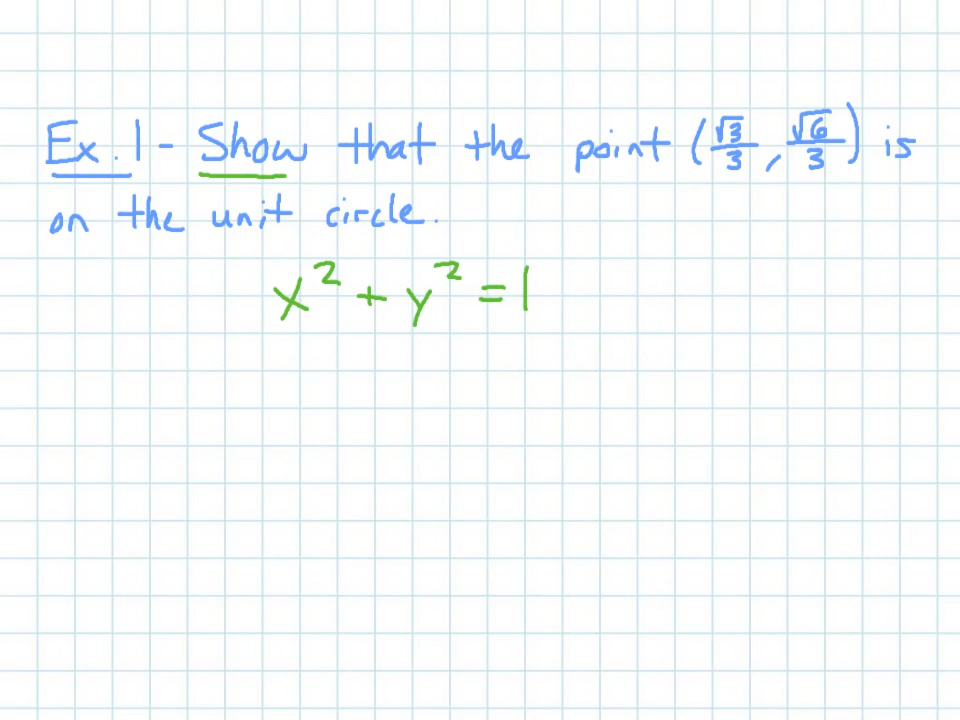 Ex. 1 - Show that the point (√3/3, √6/3) is
on the unit circle.
x² + y² = 1